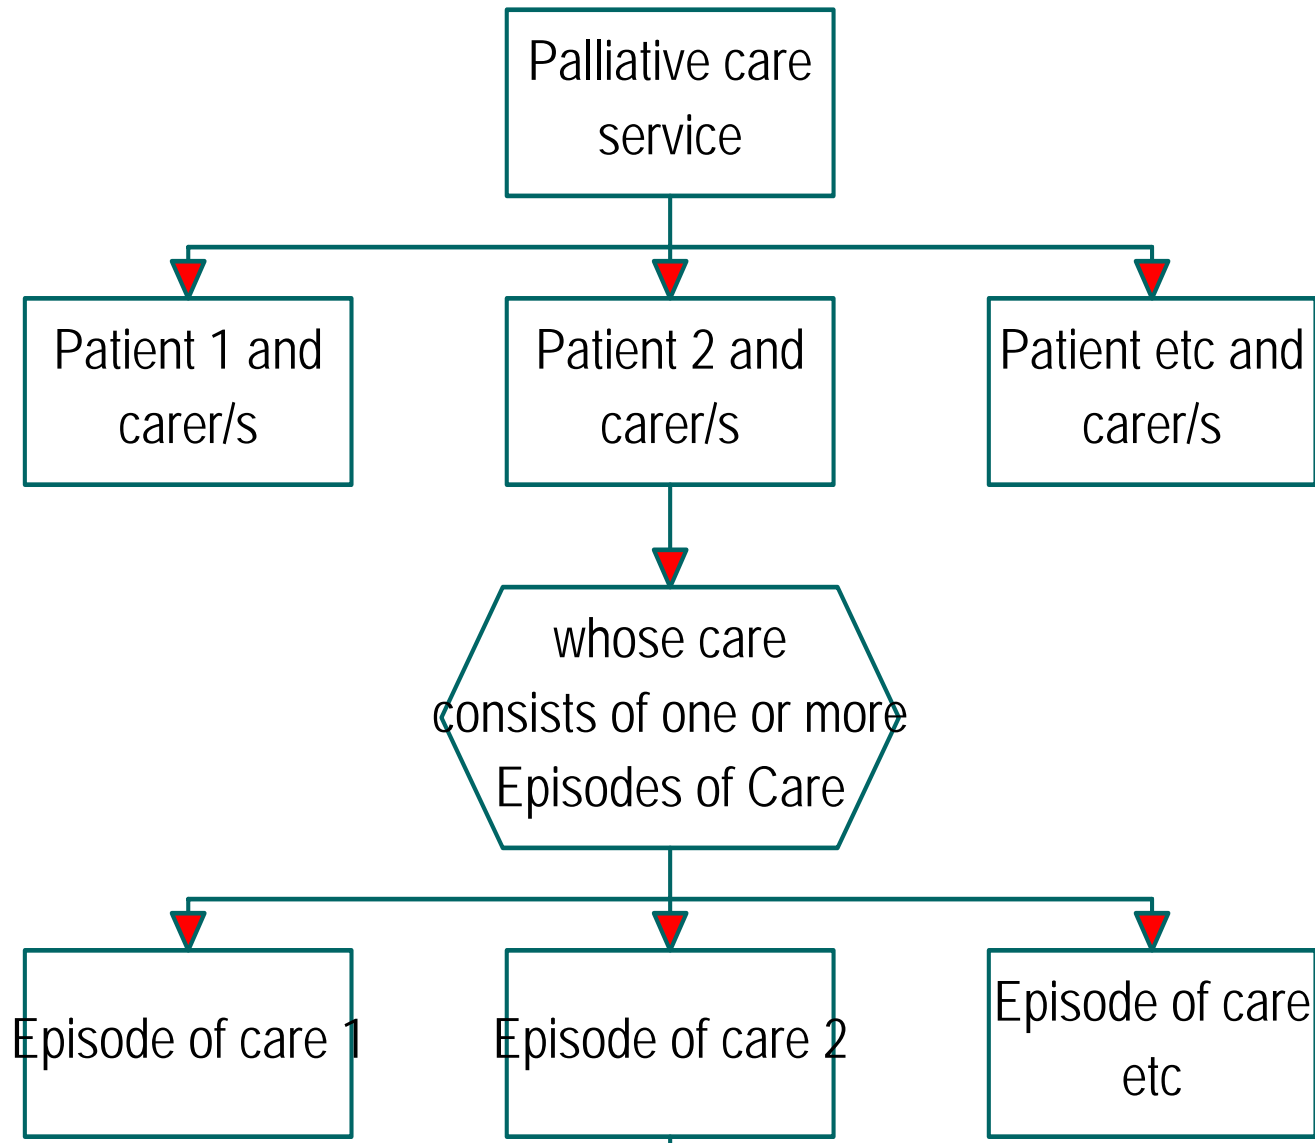 Palliative care
service
Patient 1 and
carer/s
Patient 2 and
carer/s
Patient etc and
carer/s
whose care
consists of one or more
Episodes of Care
Episode of care 1
Episode of care 2
Episode of care
etc